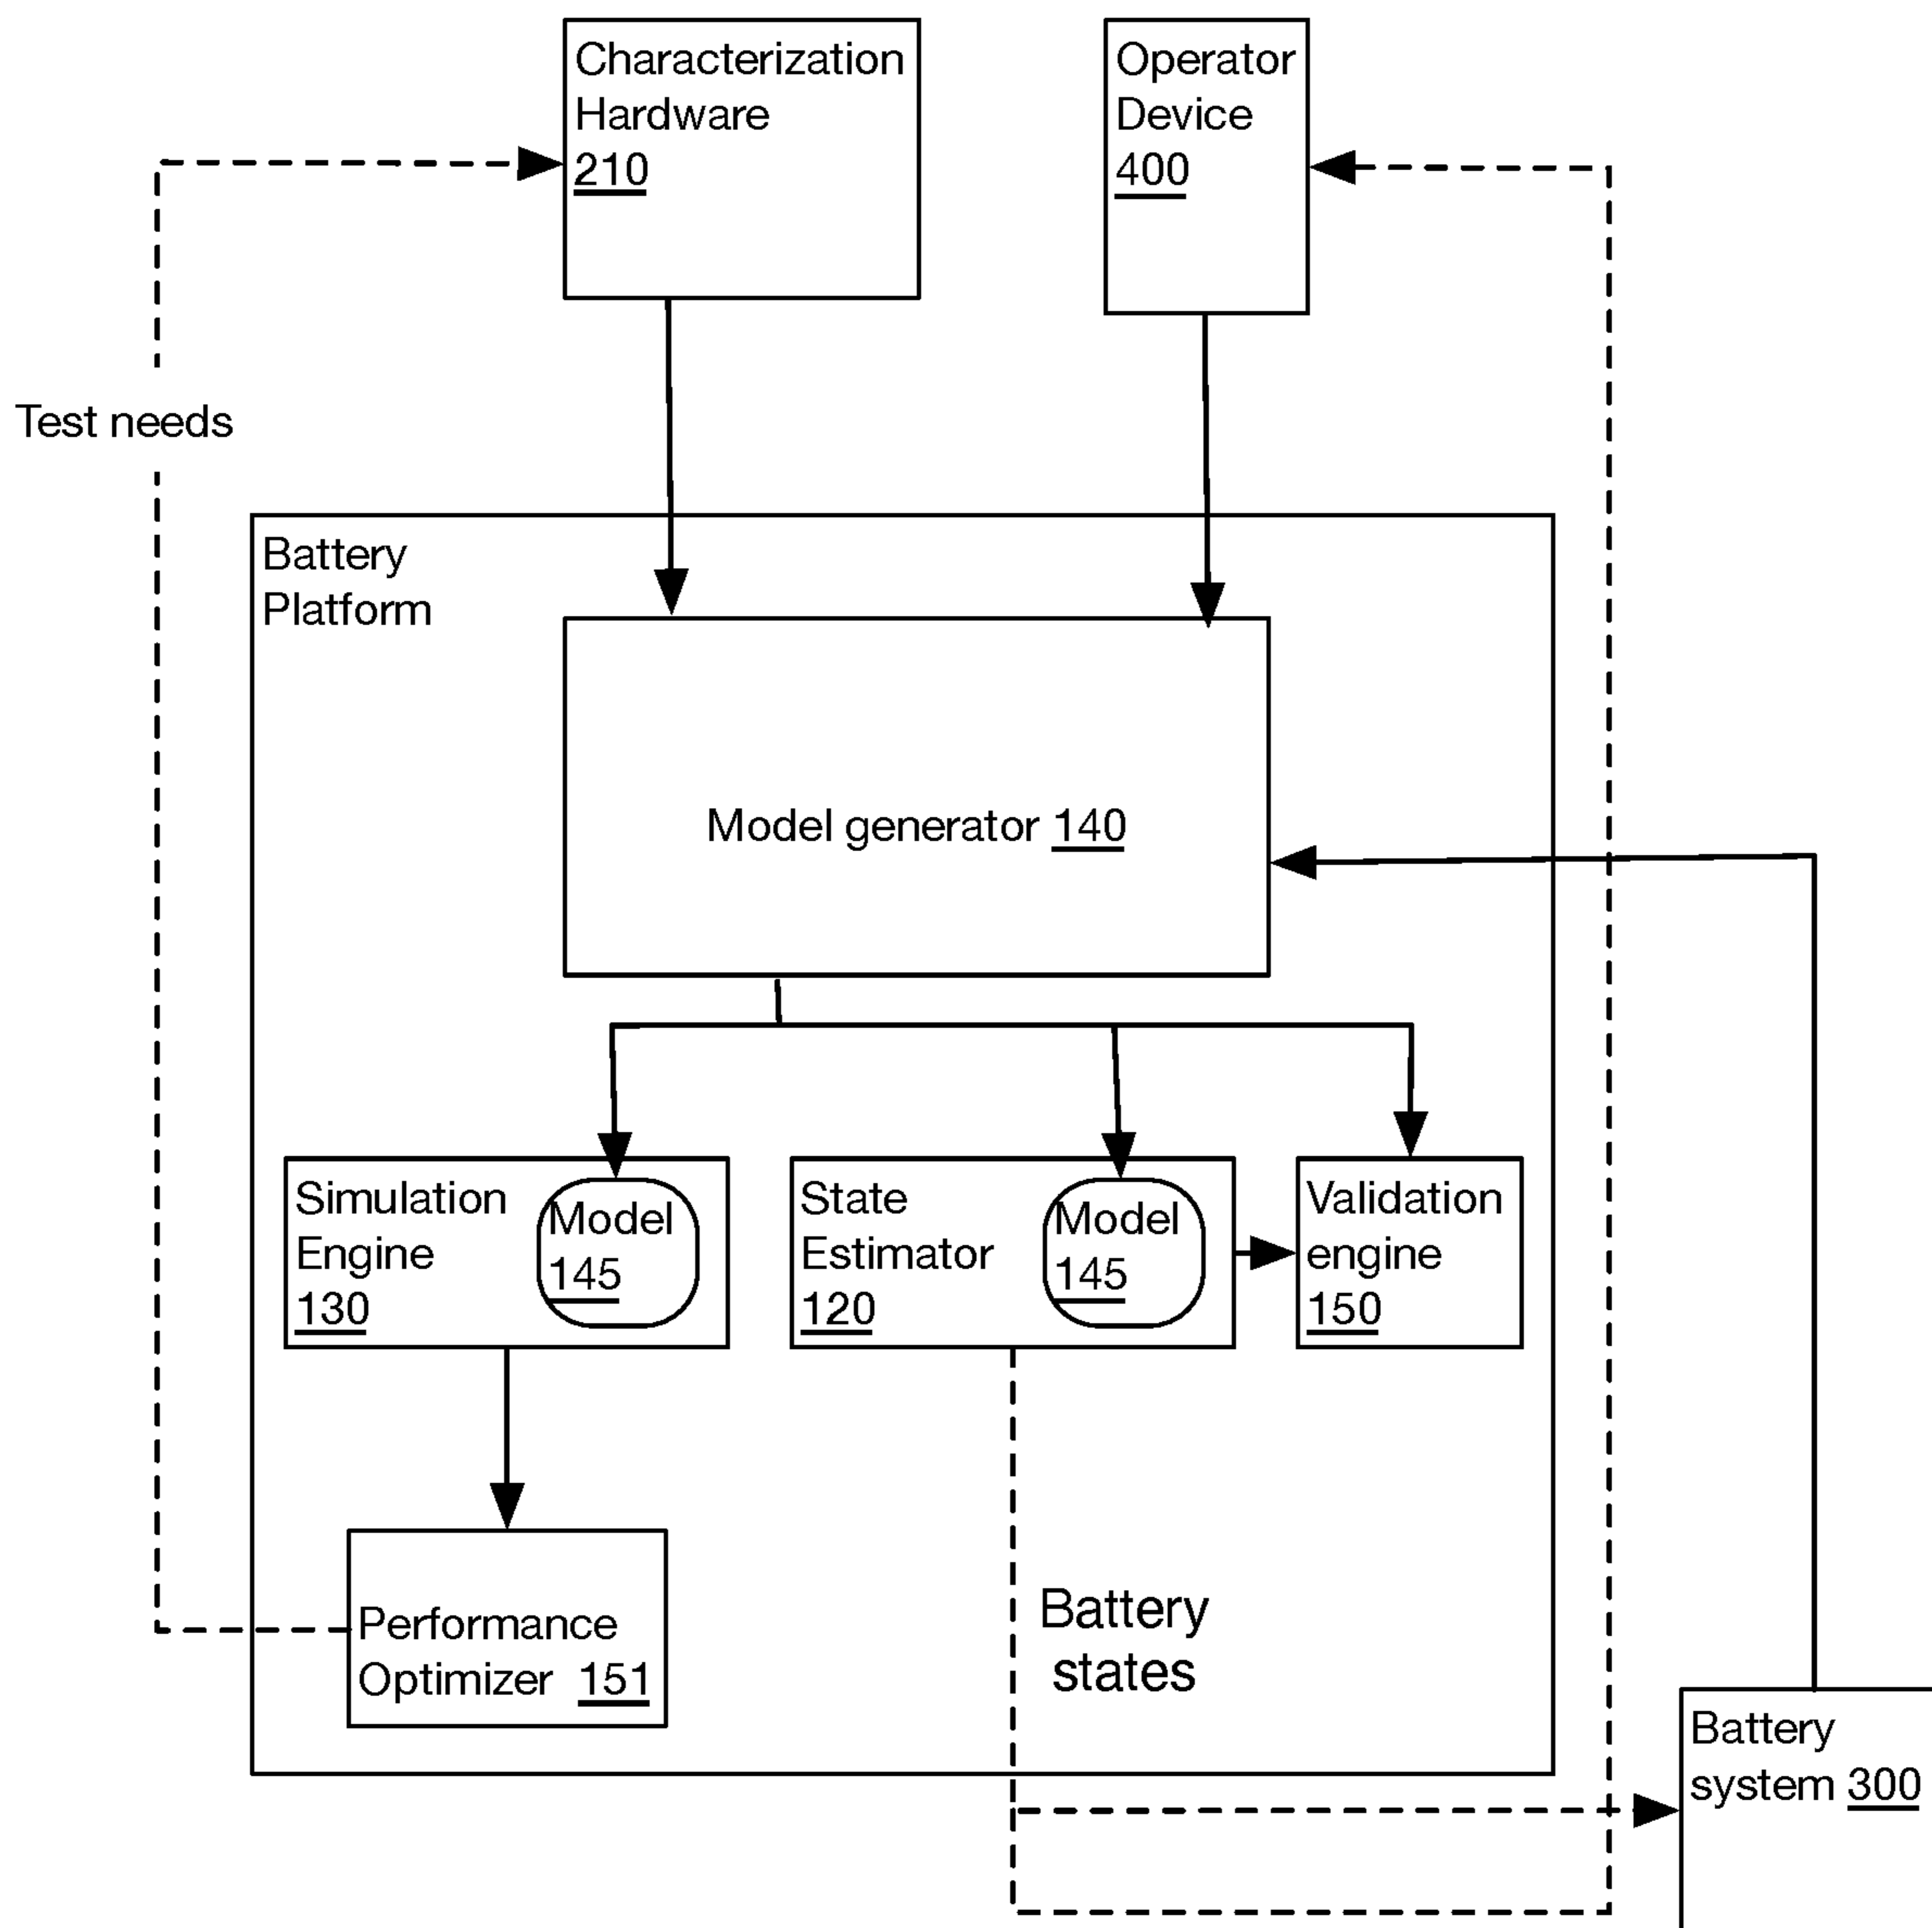 Characterization
Hardware
210
Operator
Device
400
Test needs
Battery
Platform
Model generator 140
Simulation
Engine
130
Model
145
State
Estimator
120
Model
145
Validation
engine
150
Performance
Optimizer 151
Battery
states
Battery
system 300